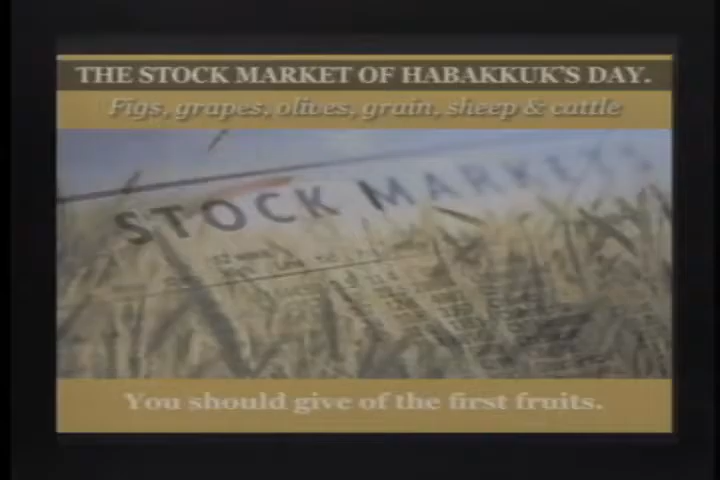 THE STOCK MARKET OF HABAKKUK'S DAY.
Figs, grapes, olives, grain, sheep & cattle
STOCK MARKETS
You should give of the first fruits.